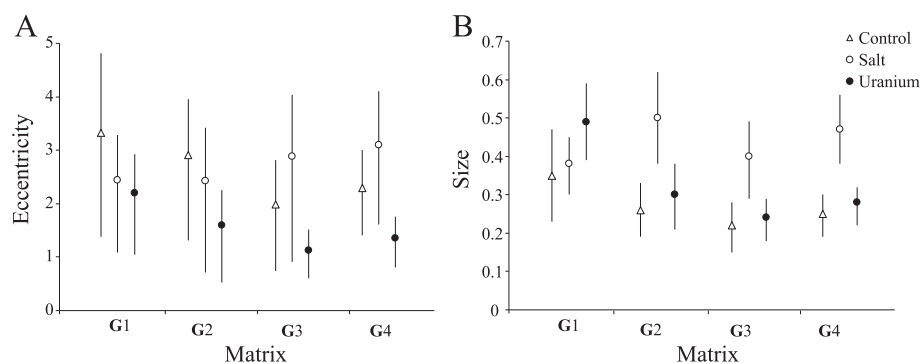 A
Eccentricity
5
4
3
2
1
0
G1 G2 G3 G4
Matrix
B
Size
0.7
0.6
0.5
0.4
0.3
0.2
0.1
0
G1 G2 G3 G4
Matrix
Control
Salt
Uranium